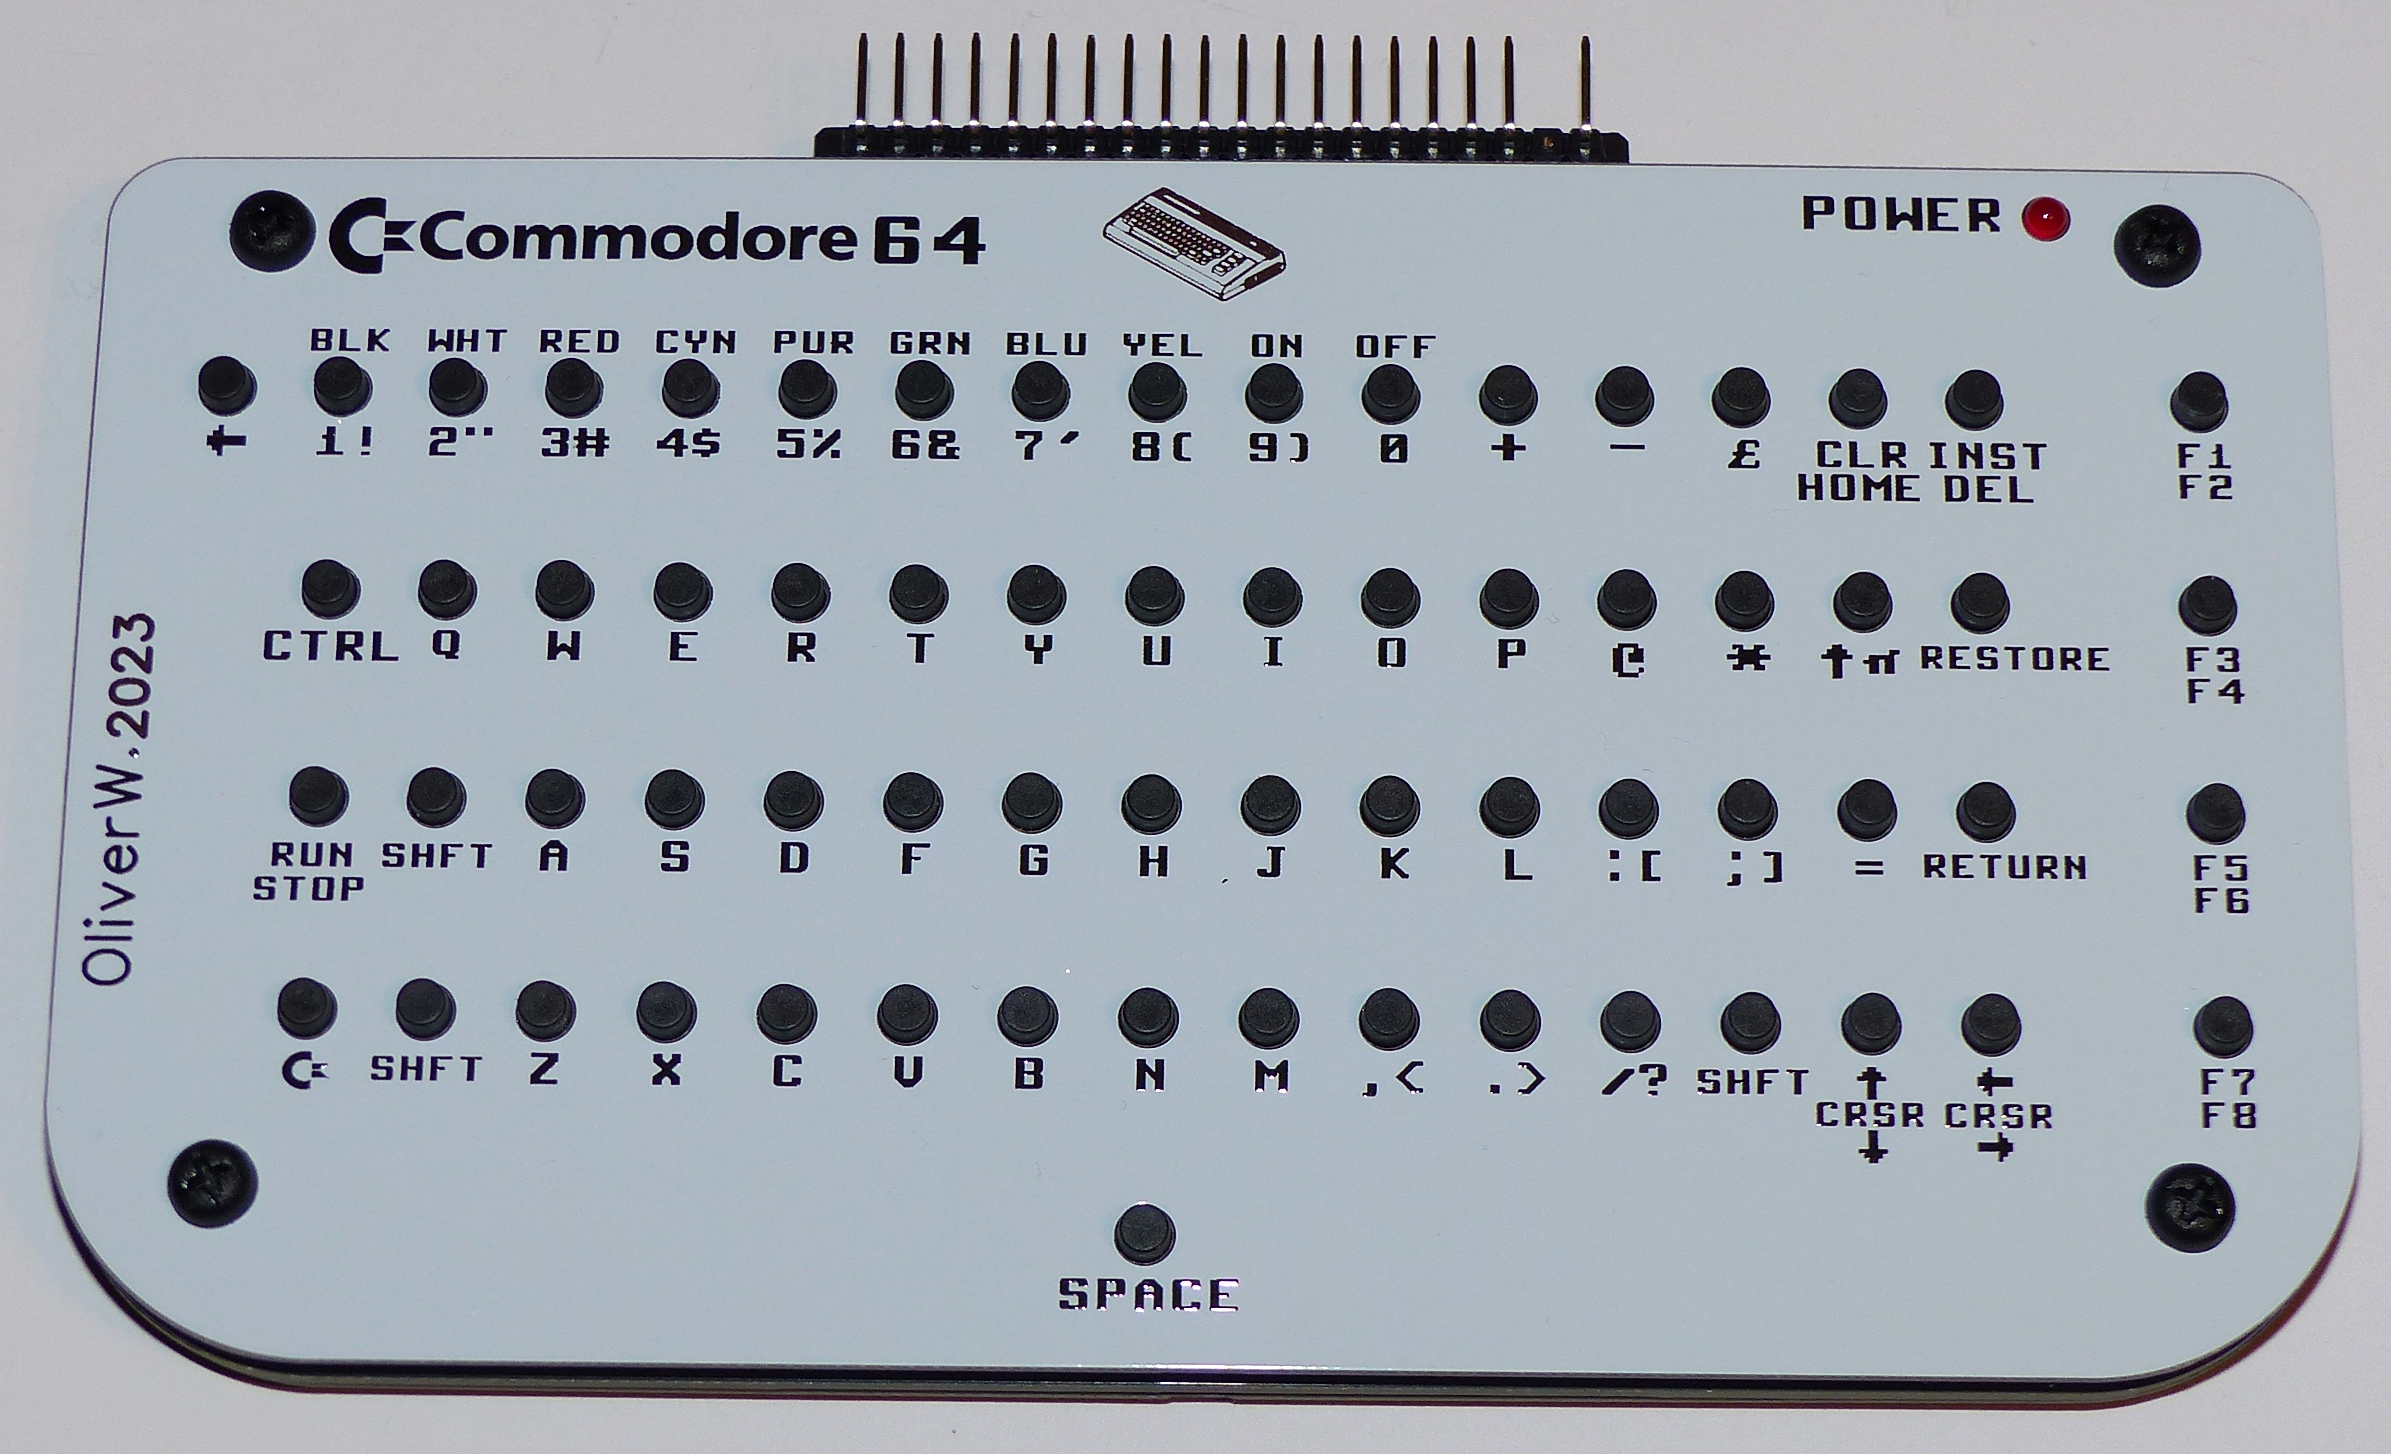 Commodore 64
POWER
BLK WHT RED CYN PUR GRN BLU YEL ON OFF
← 1! 2" 3# 4$ 5% 6& 7' 8( 9) 0 + - £ CLR INST F1
HOME DEL F2
CTRL Q W E R T Y U I O P @ * ↑π RESTORE F3
F4
RUN SHFT A S D F G H J K L :[ ;] = RETURN F5
STOP F6
C= SHFT Z X C V B N M ,< .> /? SHFT ↑ ← F7
CRSR CRSR F8
↓ →
SPACE
OliverW.2023